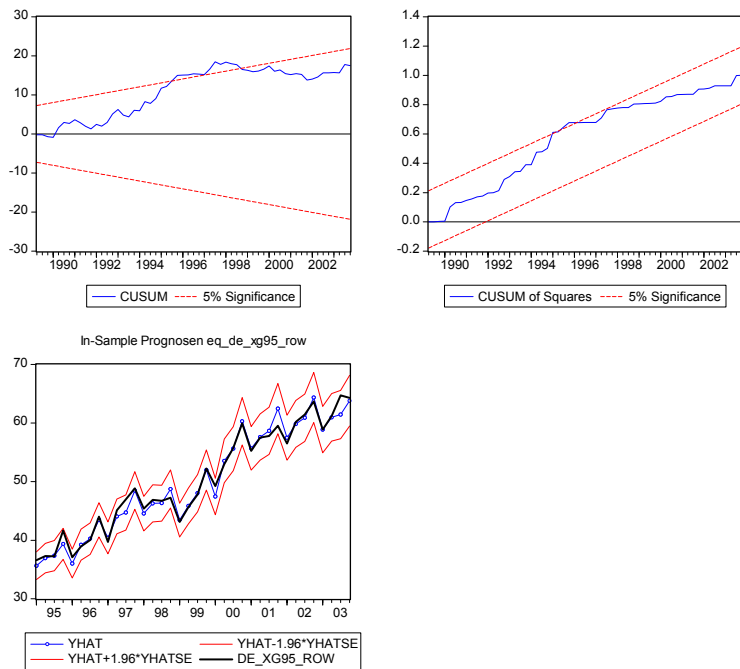 30
20
10
0
-10
-20
-30
1990 1992 1994 1996 1998 2000 2002
CUSUM 5% Significance
1.4
1.2
1.0
0.8
0.6
0.4
0.2
0.0
-0.2
1990 1992 1994 1996 1998 2000 2002
CUSUM of Squares 5% Significance
In-Sample Prognosen eq_de_xg95_row
70
60
50
40
30
95 96 97 98 99 00 01 02 03
YHAT YHAT-1.96*YHATSE
YHAT+1.96*YHATSE DE_XG95_ROW